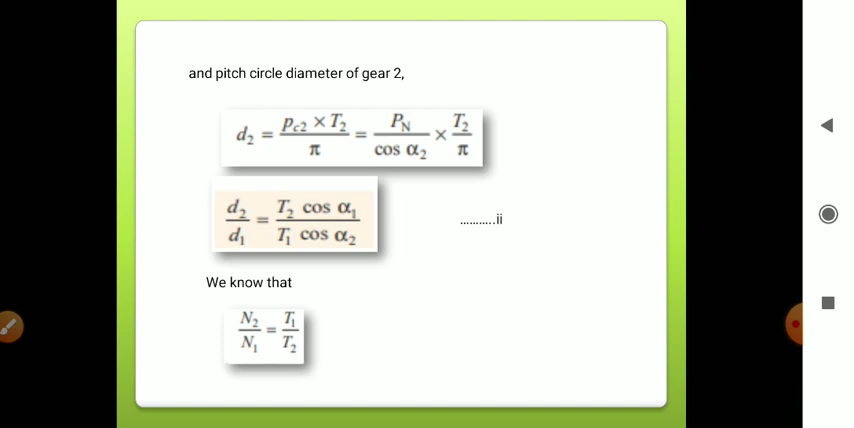 and pitch circle diameter of gear 2,
d₂ = (p_c2 × T₂)/π = P_N/(cos α₂) × T₂/π
d₂/d₁ = (T₂ cos α₁)/(T₁ cos α₂) ...........ii
We know that
N₂/N₁ = T₁/T₂